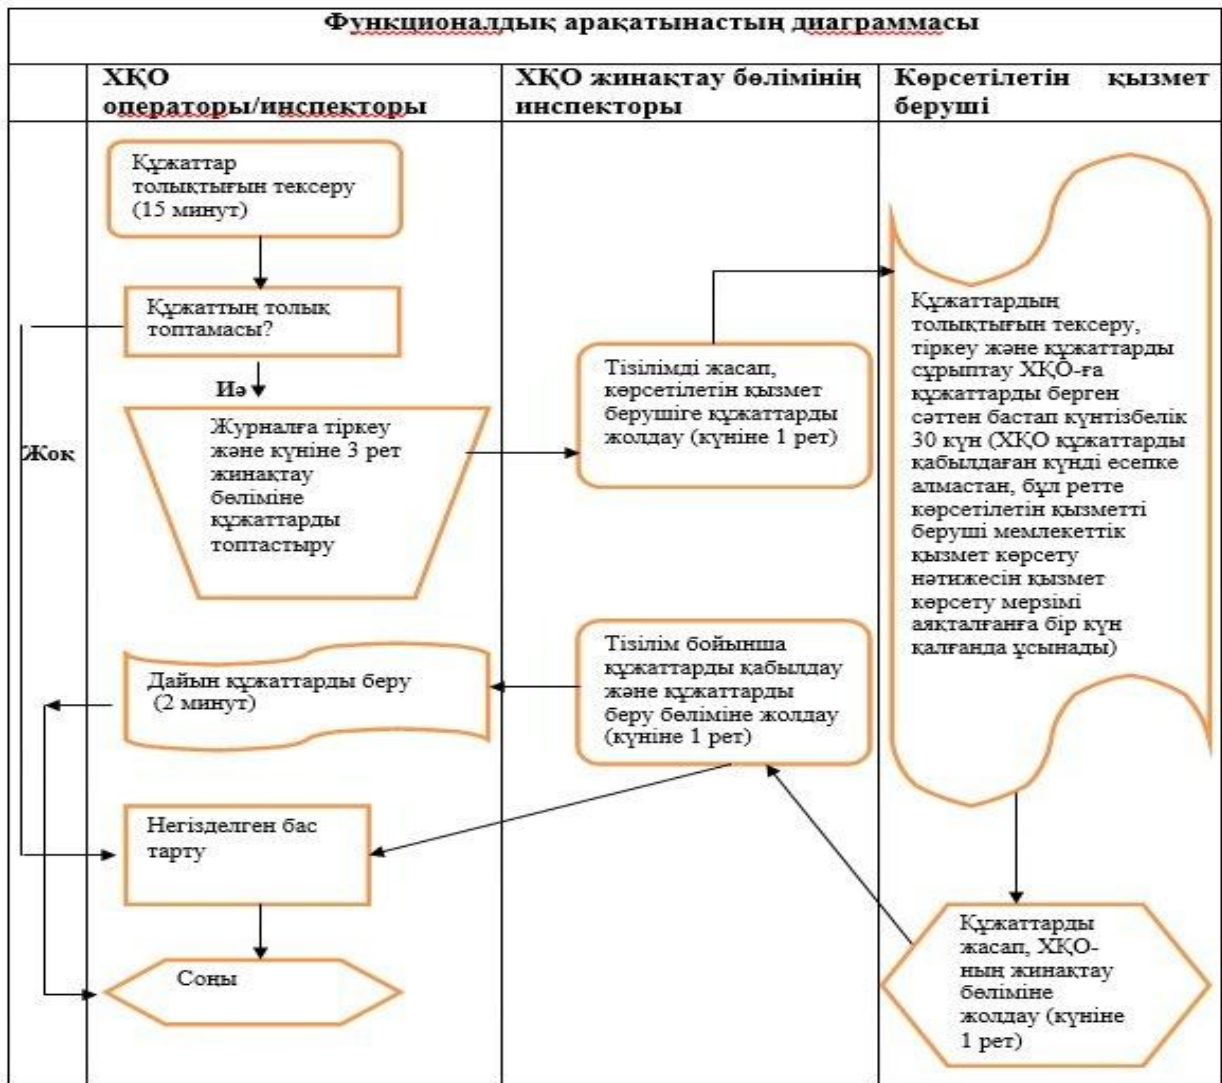 Функционалдық арақатынастың диаграммасы
ХҚО
операторы/инспекторы
ХҚО жинақтау бөлімінің
инспекторы
Көрсетілетін қызмет
беруші
Құжаттар
толықтығын тексеру
(15 минут)
Құжаттың толық
топтамасы?
Иә
Жоқ
Журналға тіркеу
және күніне 3 рет
жинақтау
бөліміне
құжаттарды
топтастыру
Тізілімді жасап,
көрсетілетін қызмет
берушіге құжаттарды
жолдау (күніне 1 рет)
Құжаттардың
толықтығын тексеру,
тіркеу және құжаттарды
сұрыптау ХҚО-ға
құжаттарды берген
сәттен бастап күнтізбелік
30 күн (ХҚО құжаттарды
қабылдаған күнді есепке
алмастан, бұл ретте
көрсетілетін қызметті
беруші мемлекеттік
қызмет көрсету
нәтижесін қызмет
көрсету мерзімі
аяқталғанға бір күн
қалғанда ұсынады)
Дайын құжаттарды беру
(2 минут)
Тізілім бойынша
құжаттарды қабылдау
және құжаттарды
беру бөліміне жолдау
(күніне 1 рет)
Негізделген бас
тарту
Соңы
Құжаттарды
жасап, ХҚО-
ның жинақтау
бөліміне
жолдау (күніне
1 рет)